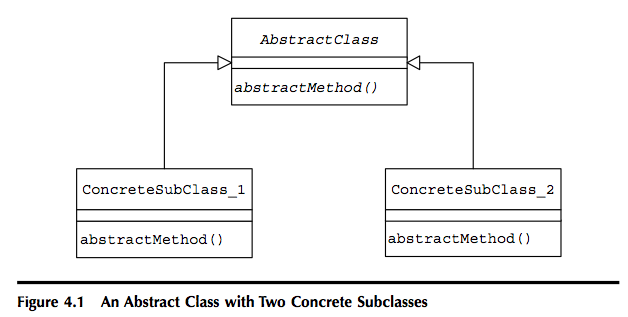 AbstractClass
abstractMethod()
ConcreteSubClass_1
abstractMethod()
ConcreteSubClass_2
abstractMethod()
Figure 4.1 An Abstract Class with Two Concrete Subclasses